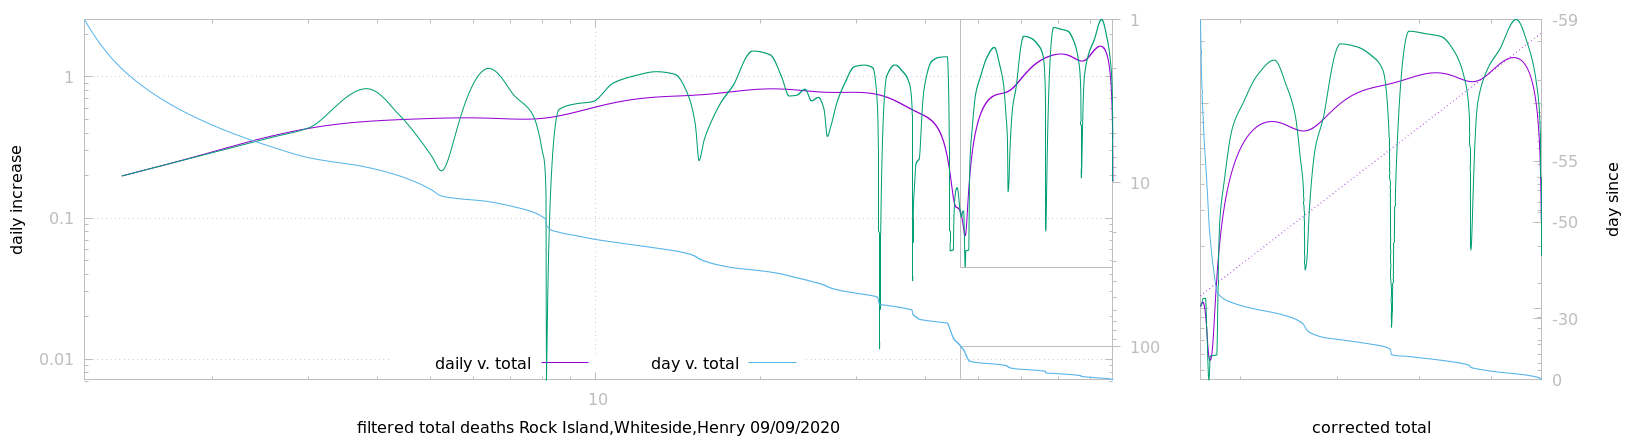 1
-59
1
10
-55
0.1
-50
daily increase
day since
-30
100
0.01
daily v. total
day v. total
0
10
filtered total deaths Rock Island,Whiteside,Henry 09/09/2020
corrected total